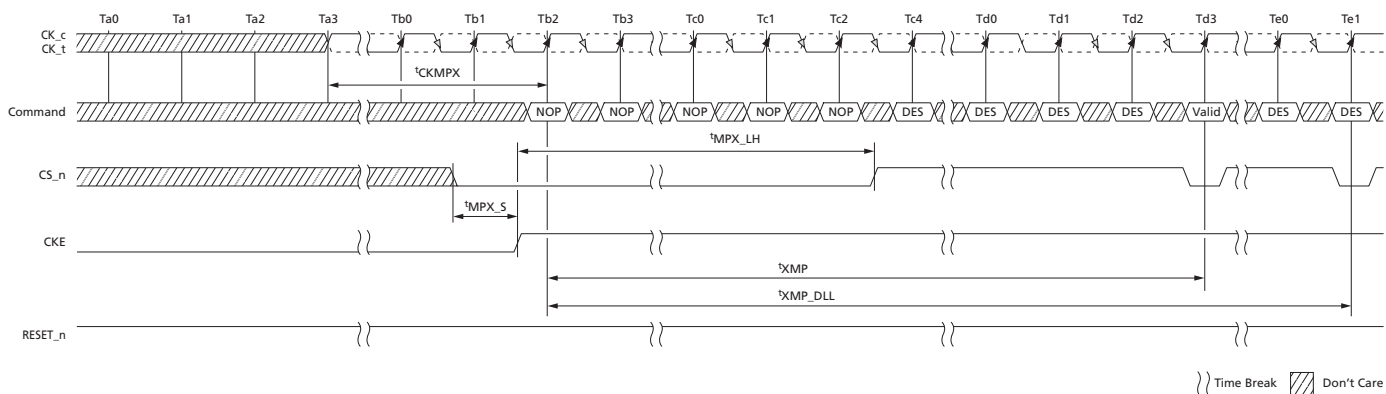 Ta0 Ta1 Ta2 Ta3 Tb0 Tb1 Tb2 Tb3 Tc0 Tc1 Tc2 Tc4 Td0 Td1 Td2 Td3 Te0 Te1
CK_c
CK_t
tCKMPX
Command NOP NOP NOP NOP NOP DES DES DES DES Valid DES DES
tMPX_LH
CS_n
tMPX_S
CKE
tXMP
tXMP_DLL
RESET_n
Time Break Don't Care